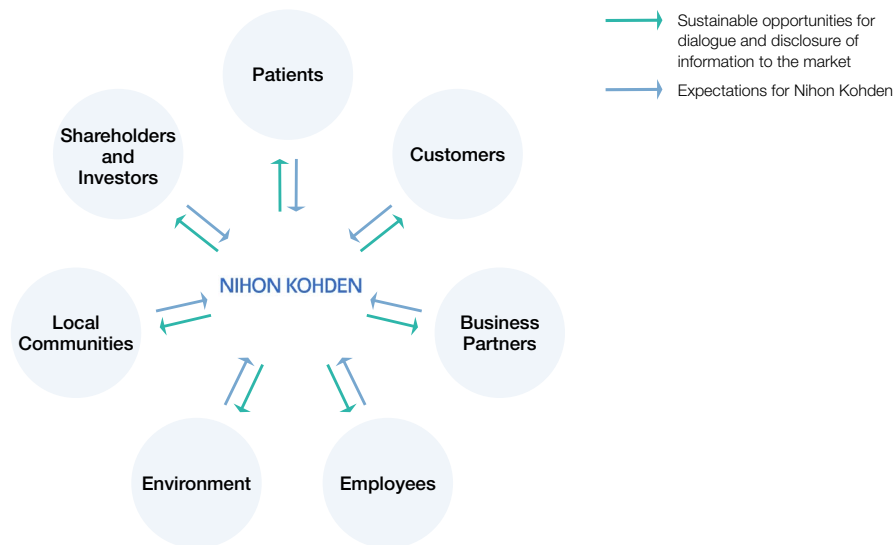 Patients
Customers
Business
Partners
Employees
Environment
Local
Communities
Shareholders
and
Investors
NIHON KOHDEN
Sustainable opportunities for
dialogue and disclosure of
information to the market
Expectations for Nihon Kohden